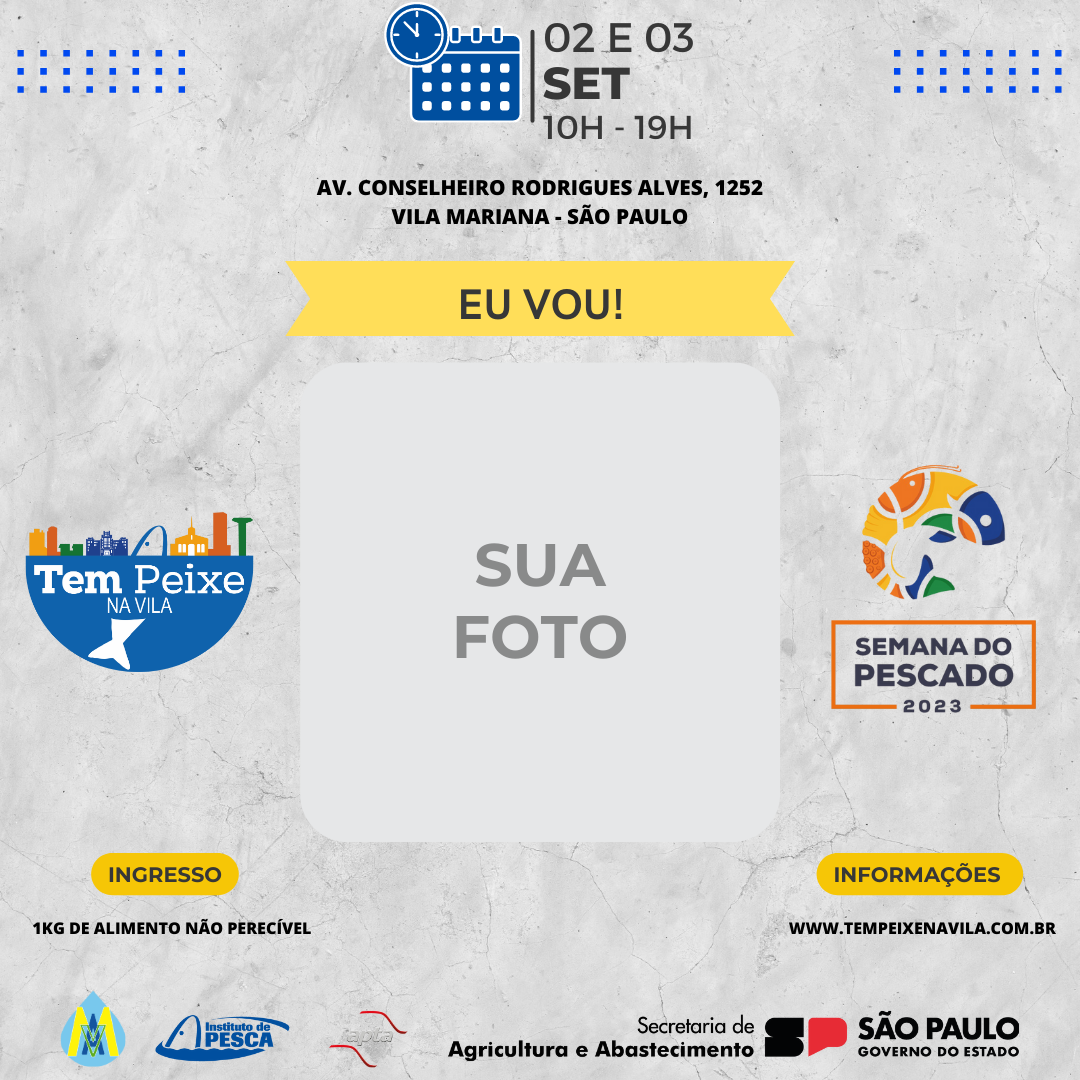 02 E 03
SET
10H - 19H
AV. CONSELHEIRO RODRIGUES ALVES, 1252
VILA MARIANA - SÃO PAULO
EU VOU!
SUA
FOTO
Tem Peixe
NA VILA
SEMANA DO
PESCADO
2023
INGRESSO
1KG DE ALIMENTO NÃO PERECÍVEL
INFORMAÇÕES
WWW.TEMPEIXENAVILA.COM.BR
Instituto de
PESCA
apta
Secretaria de
Agricultura e Abastecimento
SP
SÃO PAULO
GOVERNO DO ESTADO